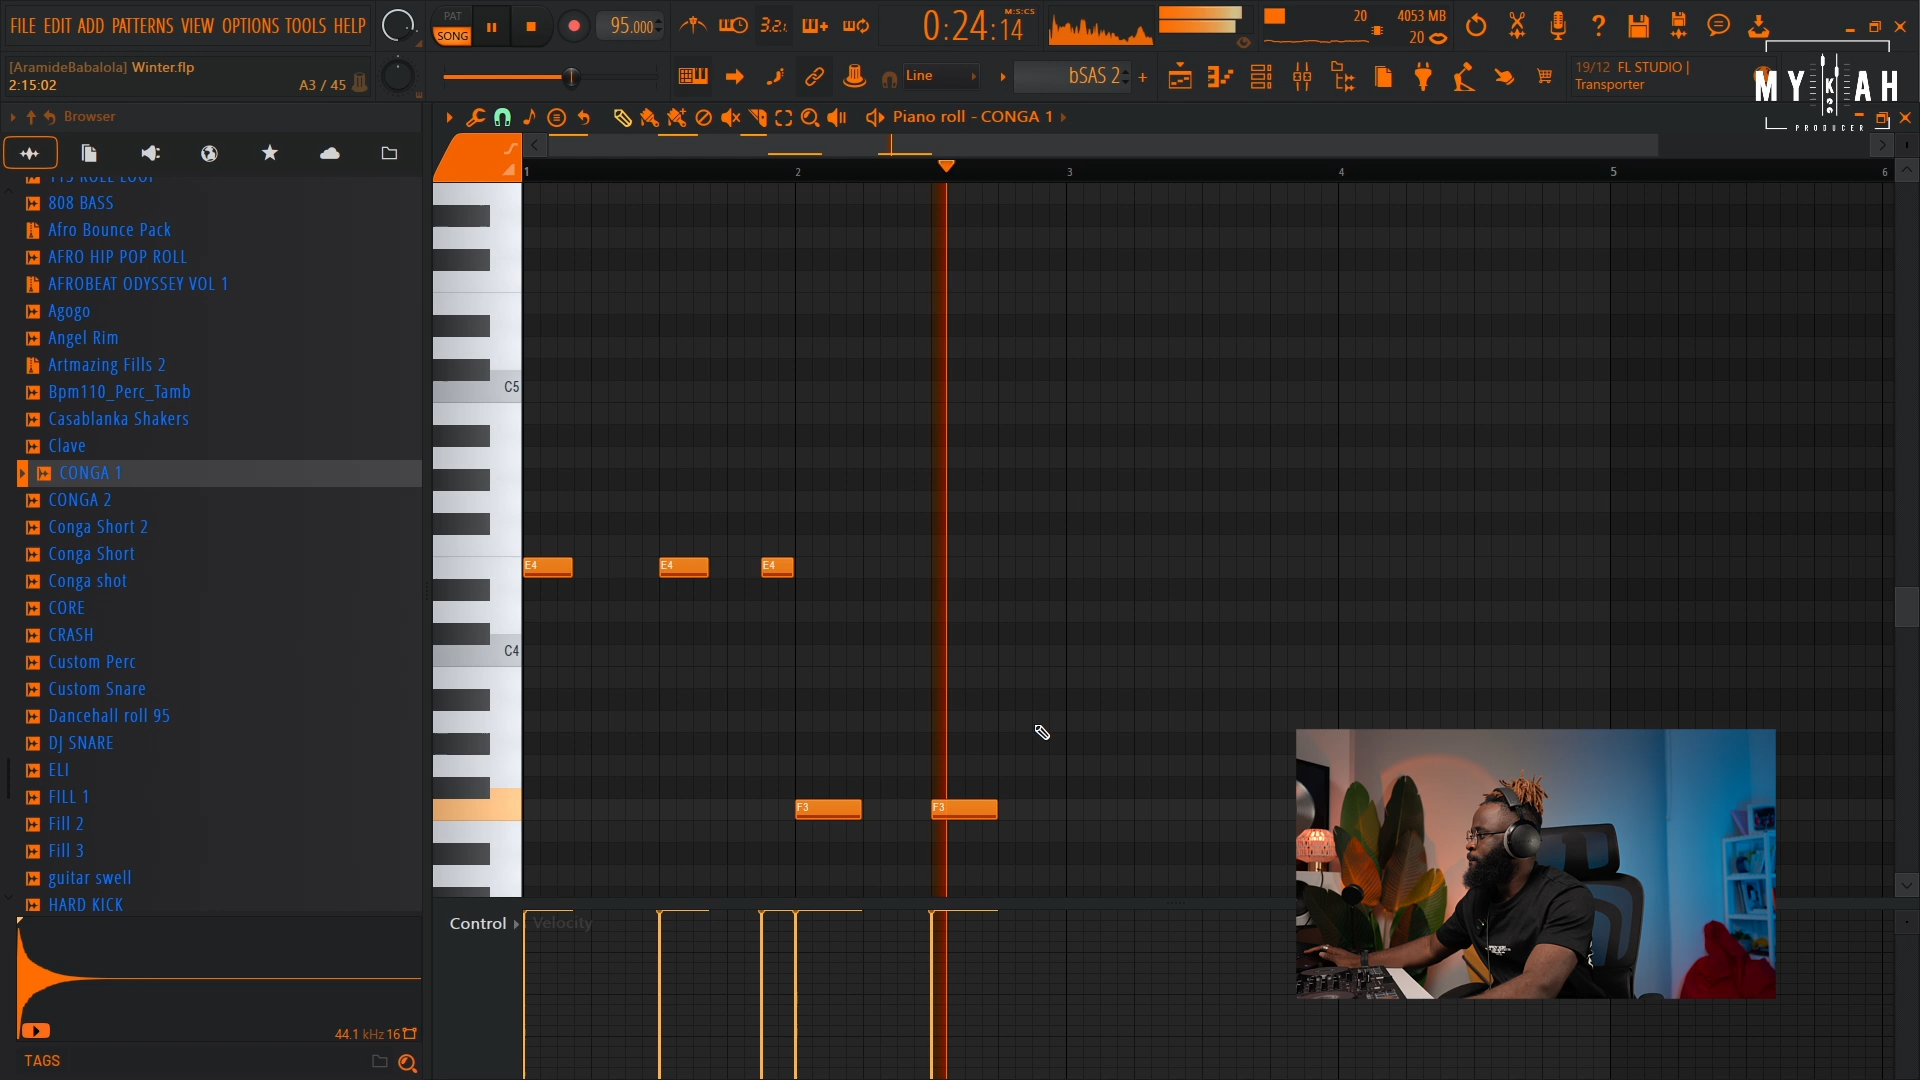 FILE EDIT ADD PATTERNS VIEW OPTIONS TOOLS HELP
PAT
SONG
95.000
3.2.1
0:24:14
M:S:CS
20
4053 MB
20
[AramideBabalola] Winter.flp
2:15:02
A3 / 45
Line
bSAS 2
19/12 FL STUDIO |
Transporter
MYKAH
PRODUCER
Browser
Piano roll - CONGA 1
808 BASS
Afro Bounce Pack
AFRO HIP POP ROLL
AFROBEAT ODYSSEY VOL 1
Agogo
Angel Rim
Artmazing Fills 2
Bpm110_Perc_Tamb
Casablanka Shakers
Clave
CONGA 1
CONGA 2
Conga Short 2
Conga Short
Conga shot
CORE
CRASH
Custom Perc
Custom Snare
Dancehall roll 95
DJ SNARE
ELI
FILL 1
Fill 2
Fill 3
guitar swell
HARD KICK
44.1 kHz 16
TAGS
1
2
3
4
5
6
C5
E4
E4
E4
C4
F3
F3
Control
Velocity